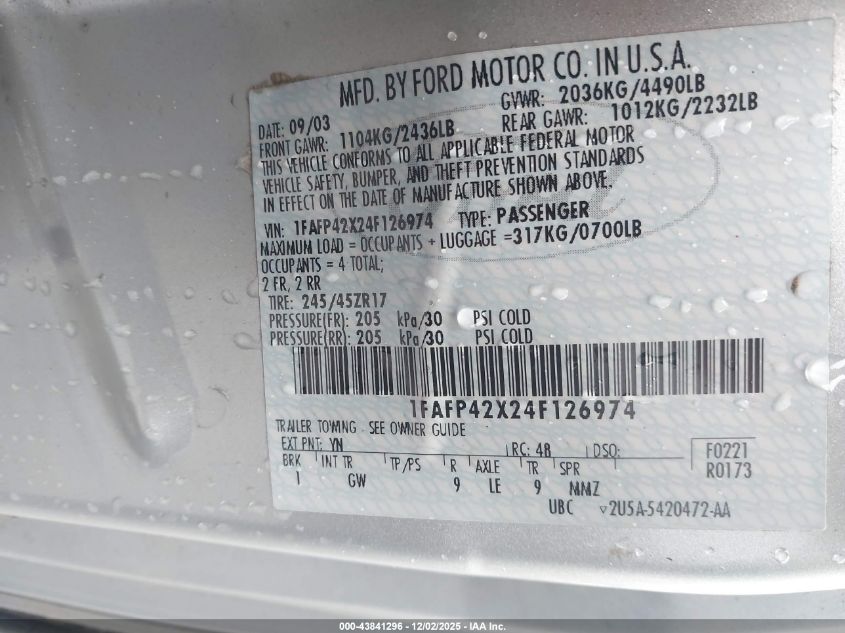 MFD. BY FORD MOTOR CO. IN U.S.A.
DATE: 09/03 GVWR: 2036KG/4490LB
FRONT GAWR: 1104KG/2436LB REAR GAWR: 1012KG/2232LB
THIS VEHICLE CONFORMS TO ALL APPLICABLE FEDERAL MOTOR
VEHICLE SAFETY, BUMPER, AND THEFT PREVENTION STANDARDS
IN EFFECT ON THE DATE OF MANUFACTURE SHOWN ABOVE.
VIN: 1FAFP42X24F126974 TYPE: PASSENGER
MAXIMUM LOAD = OCCUPANTS + LUGGAGE =317KG/0700LB
OCCUPANTS = 4 TOTAL;
2 FR, 2 RR
TIRE: 245/45ZR17
PRESSURE(FR): 205 kPa/30 PSI COLD
PRESSURE(RR): 205 kPa/30 PSI COLD
1FAFP42X24F126974
TRAILER TOWING - SEE OWNER GUIDE
EXT PNT: YN RC: 48 DSO: F0221
BRK INT TR TP/PS R AXLE TR SPR R0173
I GW 9 LE 9 MMZ
UBC ▿2U5A-5420472-AA
000-43841296 - 12/02/2025 - IAA Inc.